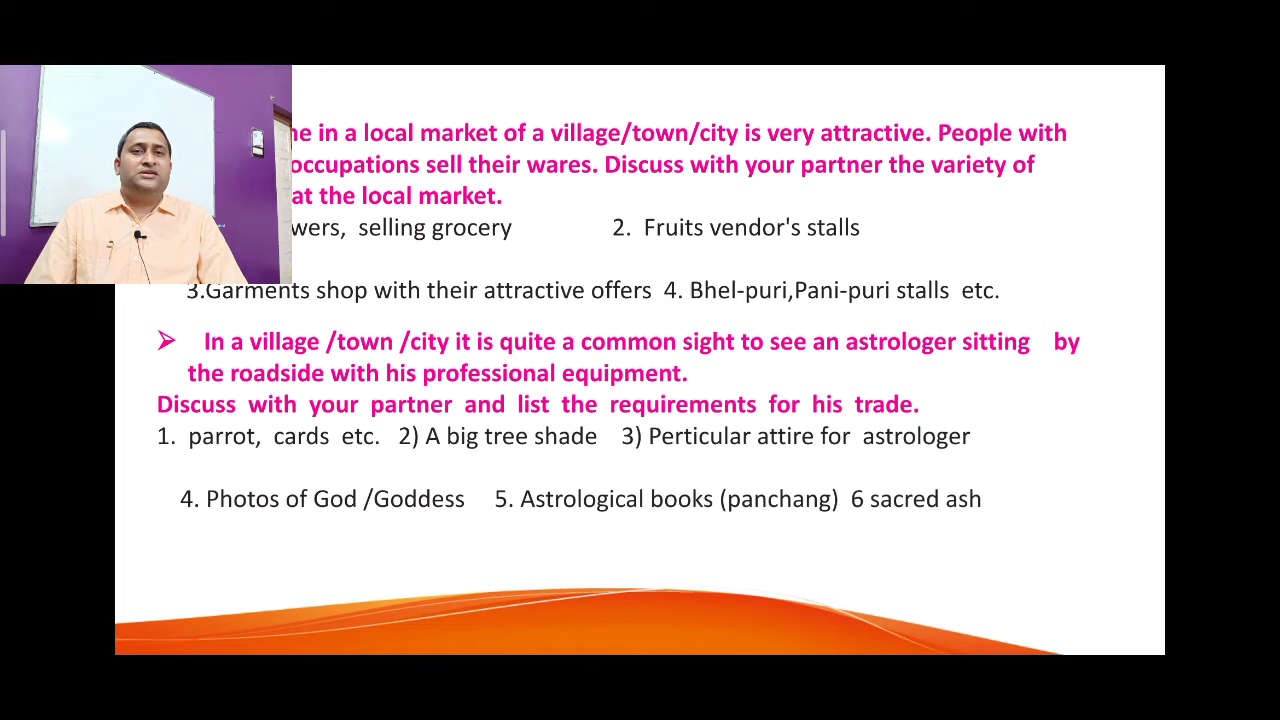 in a local market of a village/town/city is very attractive. People with
occupations sell their wares. Discuss with your partner the variety of
at the local market.
selling grocery 2. Fruits vendor's stalls
3.Garments shop with their attractive offers 4. Bhel-puri,Pani-puri stalls etc.
➢ In a village /town /city it is quite a common sight to see an astrologer sitting by
the roadside with his professional equipment.
Discuss with your partner and list the requirements for his trade.
1. parrot, cards etc. 2) A big tree shade 3) Perticular attire for astrologer
4. Photos of God /Goddess 5. Astrological books (panchang) 6 sacred ash